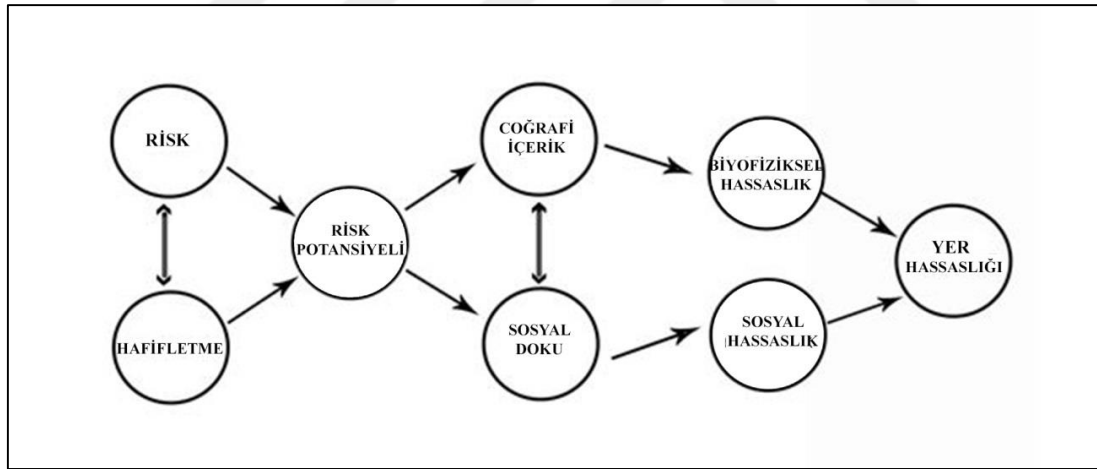 RİSK
HAFİFLETME
RİSK
POTANSİYELİ
COĞRAFİ
İÇERİK
SOSYAL
DOKU
BİYOFİZİKSEL
HASSASLIK
SOSYAL
HASSASLIK
YER
HASSASLIĞI